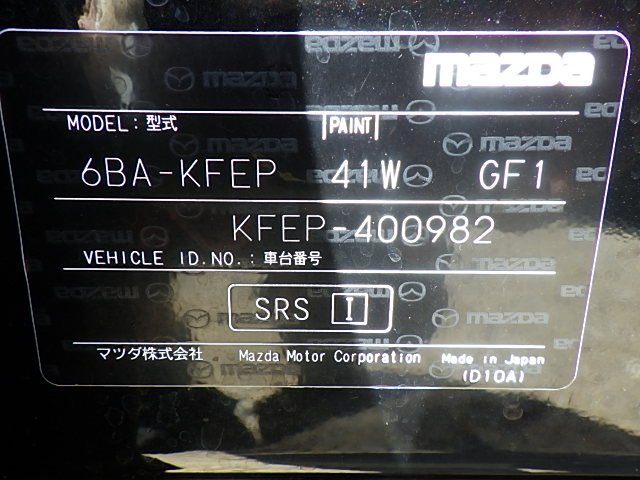 mazda
MODEL : 型式 PAINT
6BA-KFEP 41W GF1
KFEP-400982
VEHICLE ID.NO. : 車台番号
SRS I
マツダ株式会社 Mazda Motor Corporation Made in Japan
(D10A)